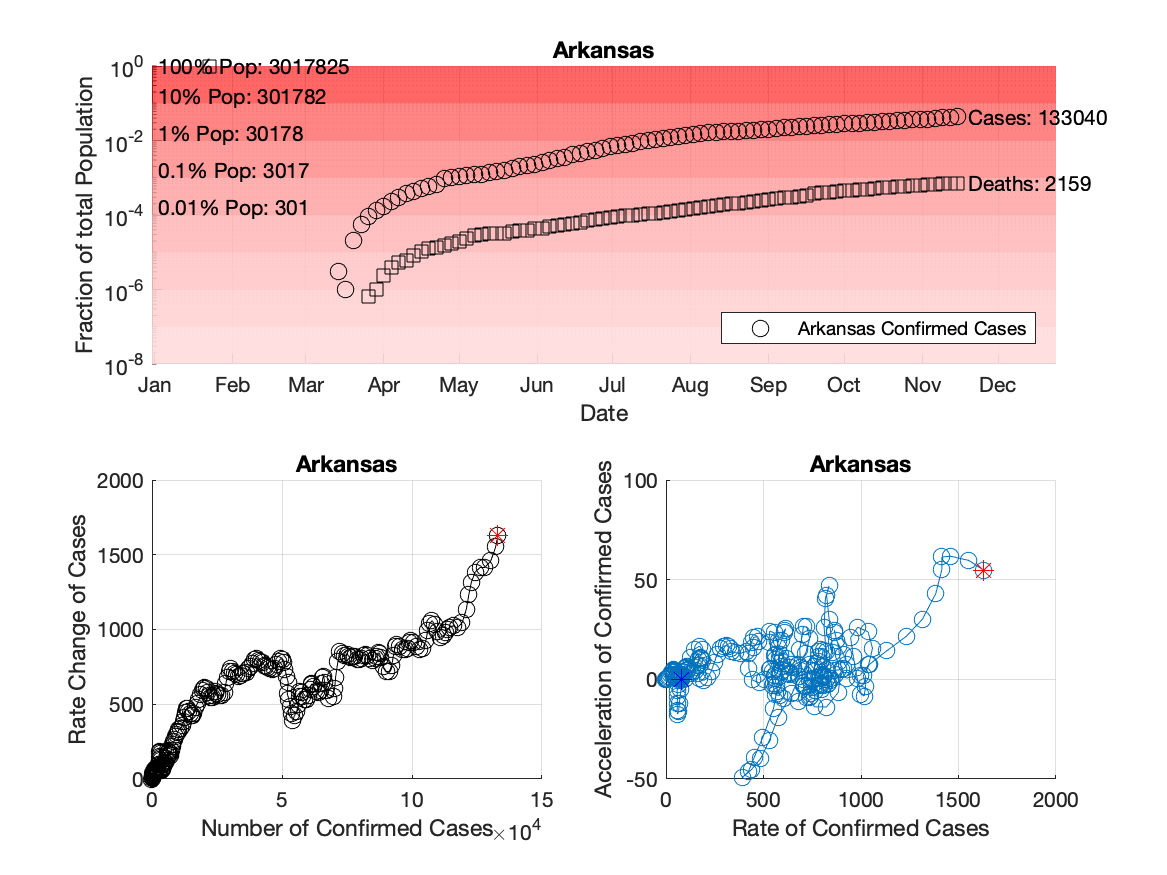 Arkansas
Fraction of total Population
10^0
10^-2
10^-4
10^-6
10^-8
100% Pop: 3017825
10% Pop: 301782
1% Pop: 30178
0.1% Pop: 3017
0.01% Pop: 301
Cases: 133040
Deaths: 2159
Arkansas Confirmed Cases
Jan Feb Mar Apr May Jun Jul Aug Sep Oct Nov Dec
Date
Arkansas
Rate Change of Cases
2000
1500
1000
500
0
0 5 10 15
Number of Confirmed Cases ×10^4
Arkansas
Acceleration of Confirmed Cases
100
50
0
-50
0 500 1000 1500 2000
Rate of Confirmed Cases